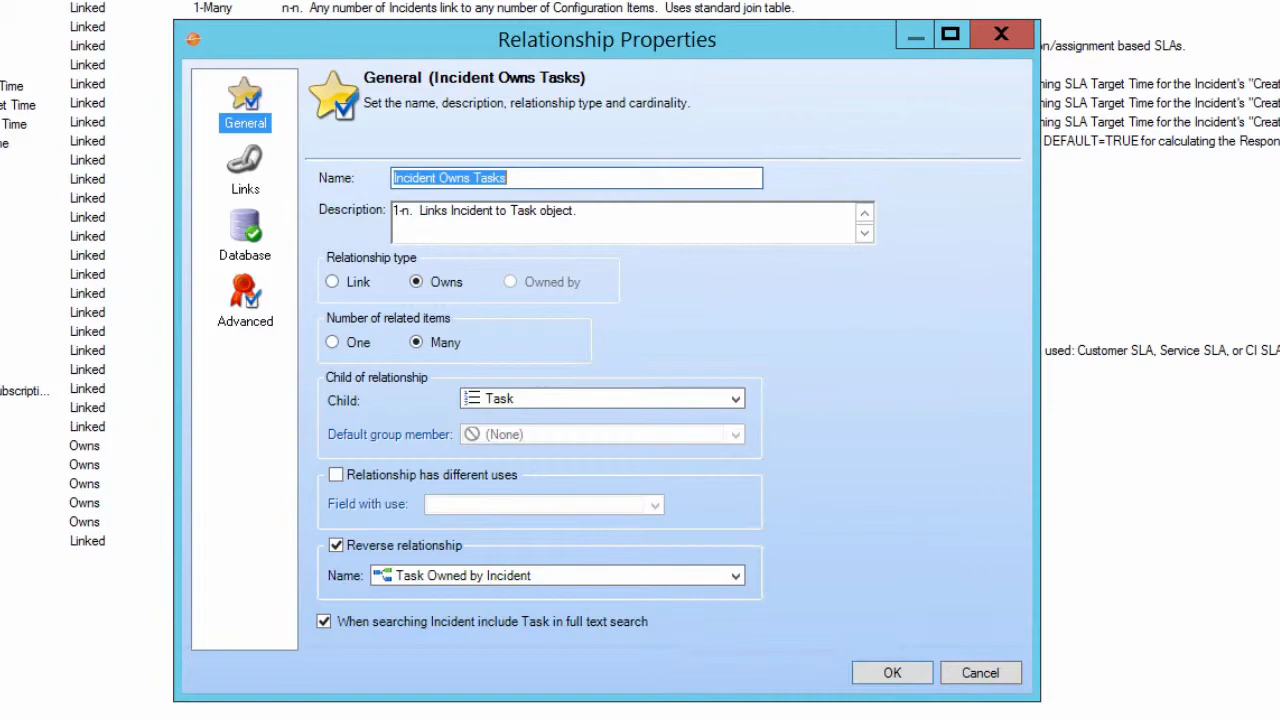 Linked 1-Many n-n. Any number of Incidents link to any number of Configuration Items. Uses standard join table.
Linked
Relationship Properties
Linked on/assignment based SLAs.
Linked
General (Incident Owns Tasks)
Time Linked ning SLA Target Time for the Incident's "Creat
Set the name, description, relationship type and cardinality.
et Time Linked ning SLA Target Time for the Incident's "Creat
Time Linked ning SLA Target Time for the Incident's "Creat
General
ne Linked DEFAULT=TRUE for calculating the Respon
Linked
Linked
Name: Incident Owns Tasks
Links
Linked
Description: 1-n. Links Incident to Task object.
Linked
Linked
Database
Linked
Relationship type
Linked
Link Owns Owned by
Linked
Number of related items
Linked
Advanced
Linked
One Many
Linked used: Customer SLA, Service SLA, or CI SLA
Linked
Child of relationship
ubscripti... Linked
Child: Task
Linked
Linked
Default group member: (None)
Owns
Owns
Relationship has different uses
Owns
Field with use:
Owns
Owns
Linked
Reverse relationship
Name: Task Owned by Incident
When searching Incident include Task in full text search
OK Cancel